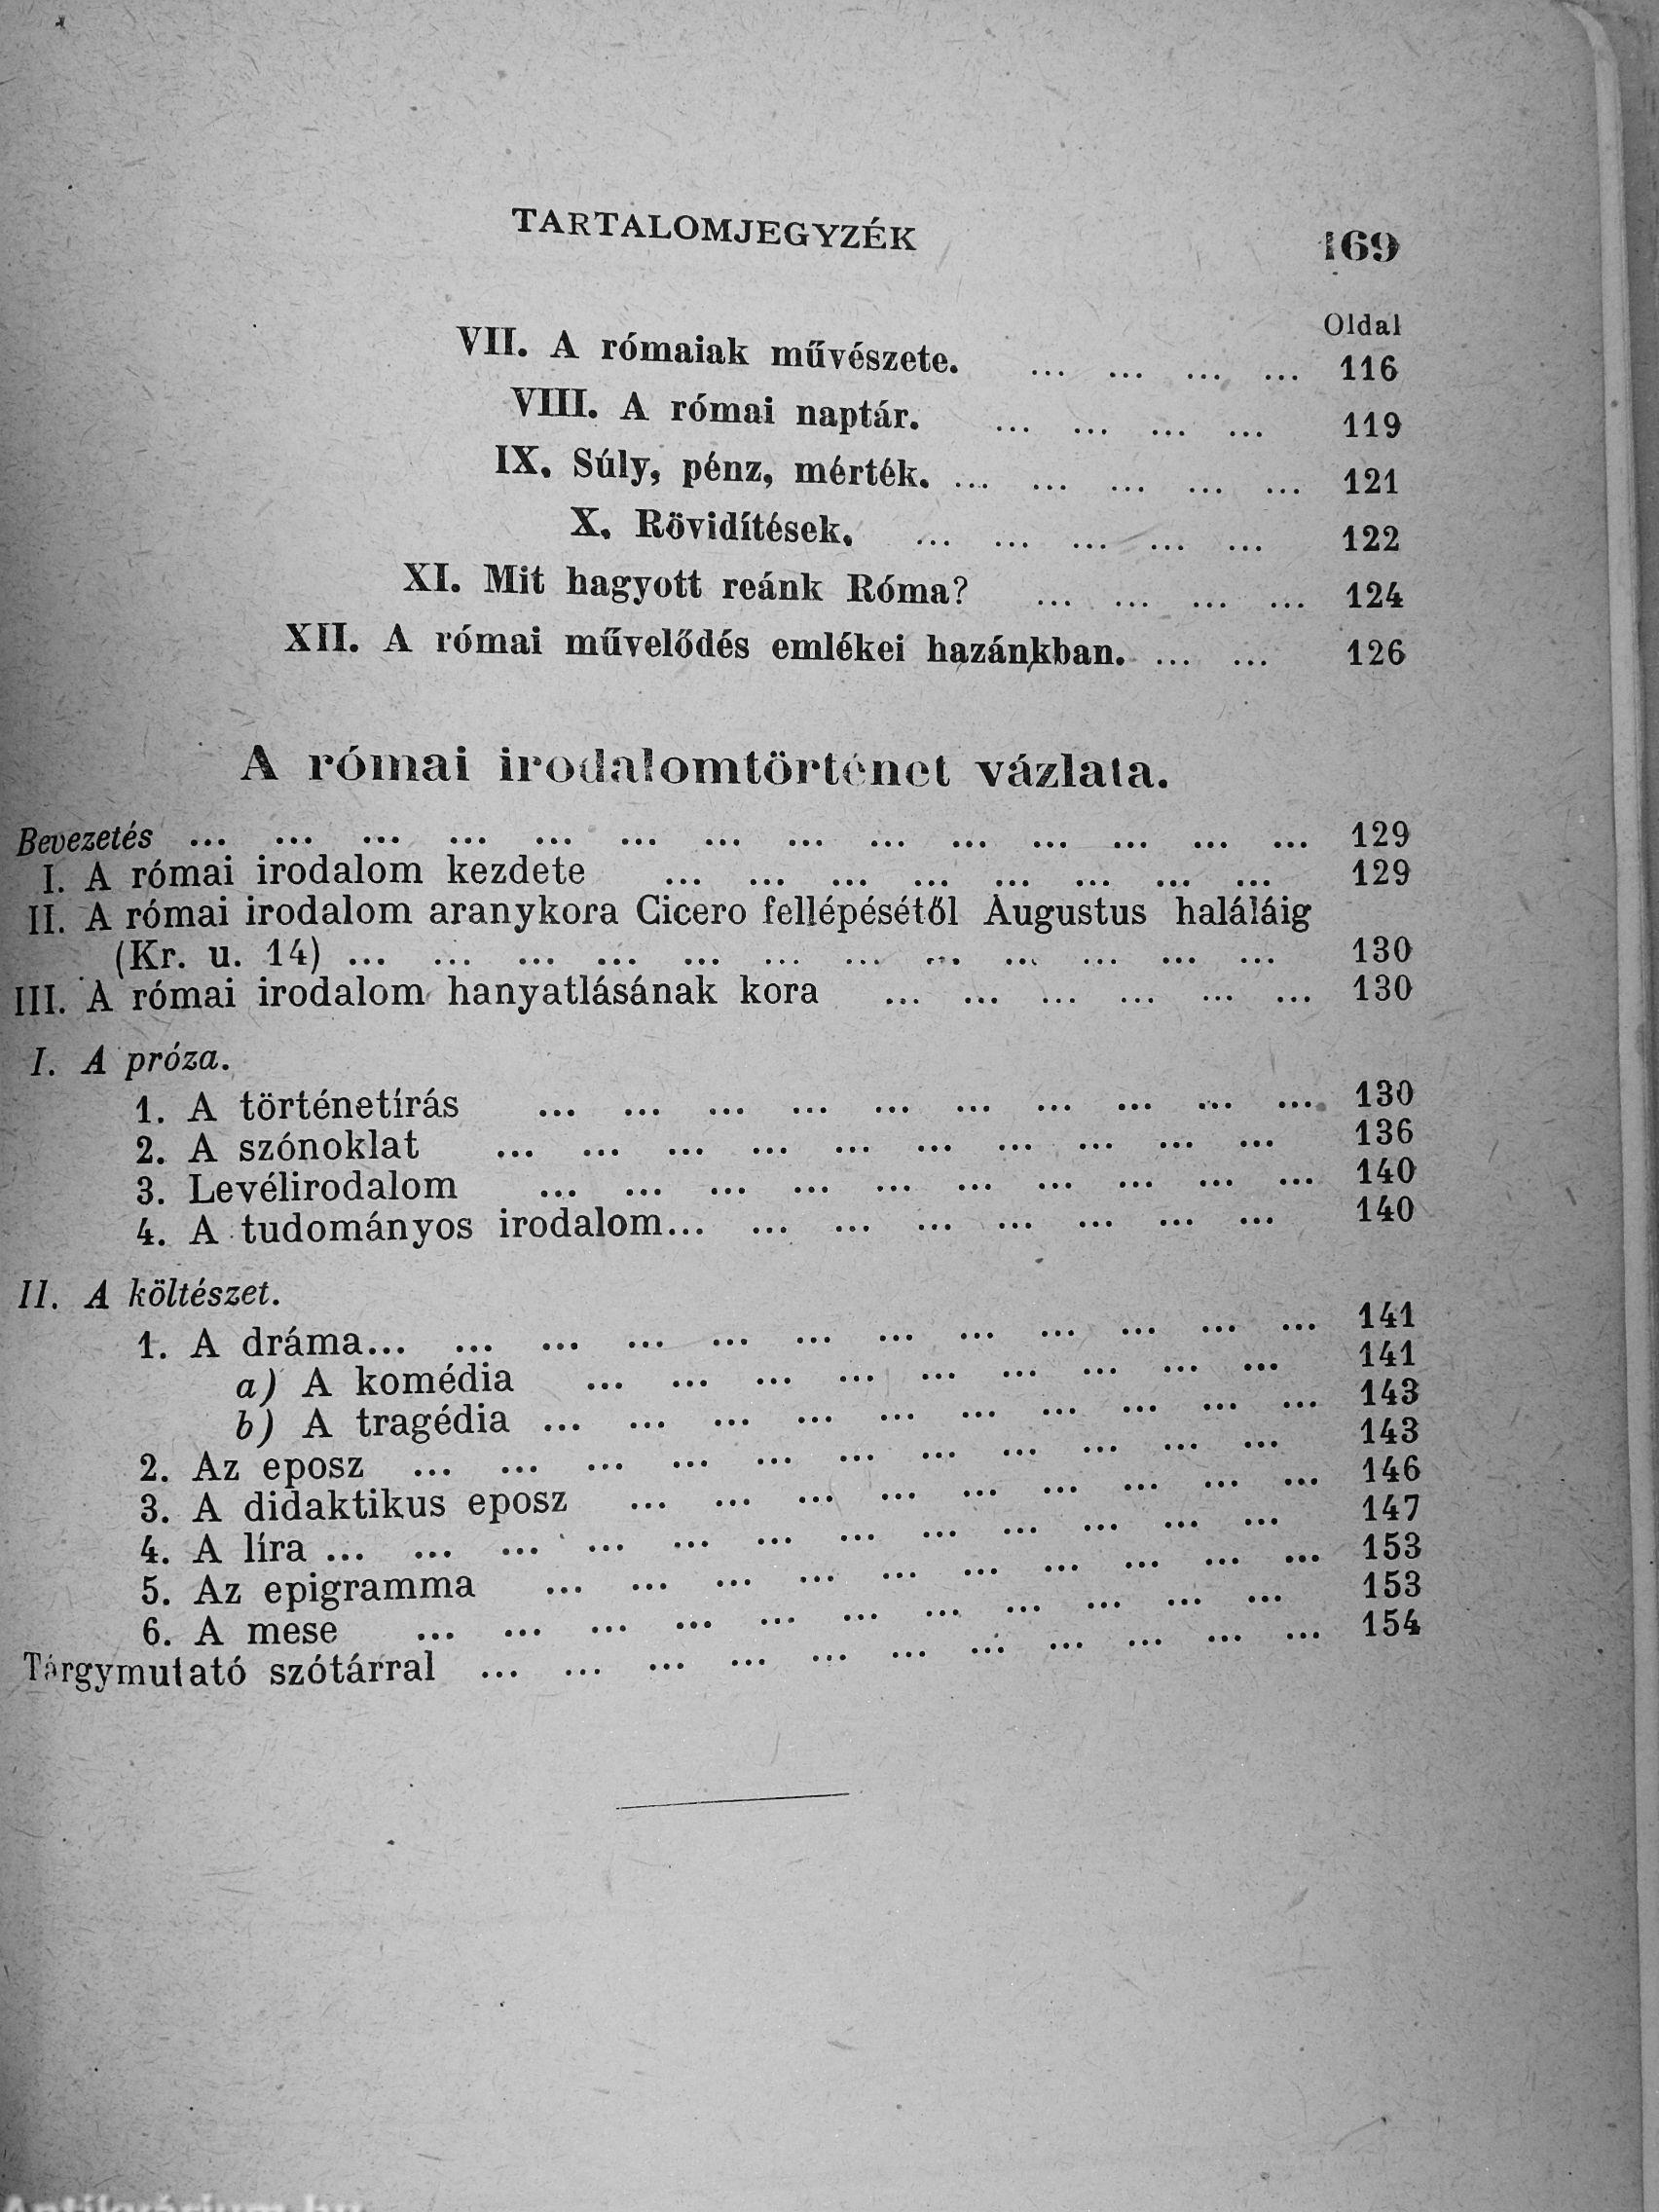 TARTALOMJEGYZÉK 169
Oldal
VII. A rómaiak művészete. ... ... ... ... 116
VIII. A római naptár. ... ... ... ... 119
IX. Súly, pénz, mérték. ... ... ... ... ... 121
X. Rövidítések. ... ... ... ... ... 122
XI. Mit hagyott reánk Róma? ... ... ... ... 124
XII. A római művelődés emlékei hazánkban. ... ... 126
A római irodalomtörténet vázlata.
Bevezetés ... ... ... ... ... ... ... ... ... ... ... ... ... ... 129
I. A római irodalom kezdete ... ... ... ... ... ... ... ... 129
II. A római irodalom aranykora Cicero fellépésétől Augustus haláláig
(Kr. u. 14) ... ... ... ... ... ... ... ... ... ... ... ... 130
III. A római irodalom hanyatlásának kora ... ... ... ... ... ... 130
I. A próza.
1. A történetírás ... ... ... ... ... ... ... ... ... ... 130
2. A szónoklat ... ... ... ... ... ... ... ... ... ... 136
3. Levélirodalom ... ... ... ... ... ... ... ... ... ... 140
4. A tudományos irodalom... ... ... ... ... ... ... ... 140
II. A költészet.
1. A dráma... ... ... ... ... ... ... ... ... ... ... ... 141
a) A komédia ... ... ... ... ... ... ... ... ... 141
b) A tragédia ... ... ... ... ... ... ... ... ... ... 143
2. Az eposz ... ... ... ... ... ... ... ... ... ... ... 143
3. A didaktikus eposz ... ... ... ... ... ... ... ... ... 146
4. A líra ... ... ... ... ... ... ... ... ... ... ... ... 147
5. Az epigramma ... ... ... ... ... ... ... ... ... ... 153
6. A mese ... ... ... ... ... ... ... ... ... ... ... 153
Tárgymutató szótárral ... ... ... ... ... ... ... ... ... ... ... 154
Antikvárium.hu